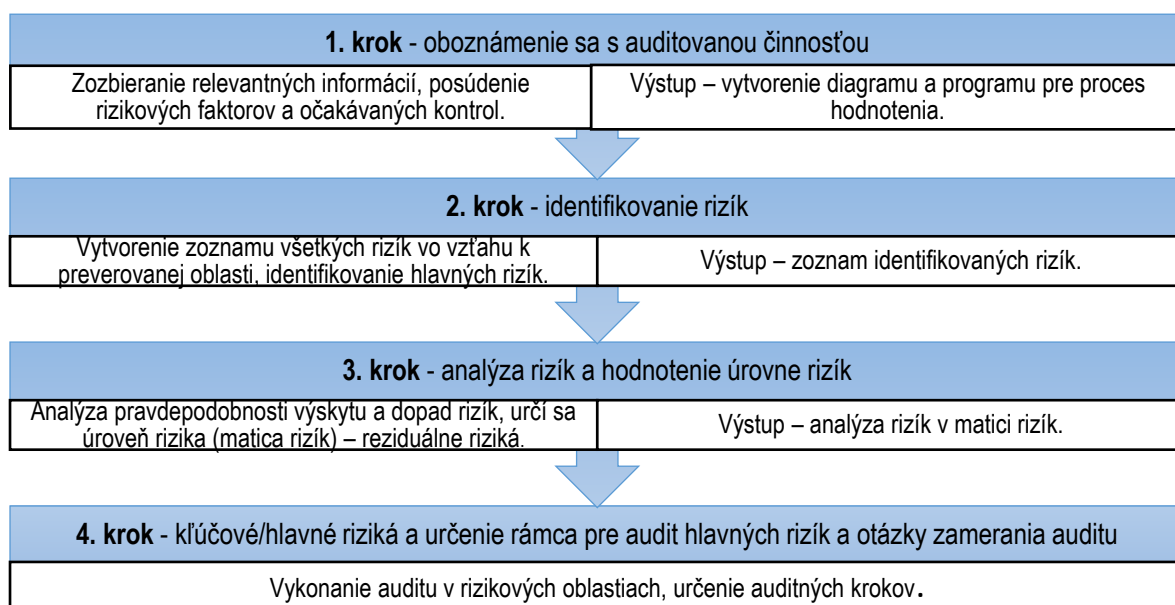 1. krok - oboznámenie sa s auditovanou činnosťou
Zozbieranie relevantných informácií, posúdenie
rizikových faktorov a očakávaných kontrol.
Výstup – vytvorenie diagramu a programu pre proces
hodnotenia.
2. krok - identifikovanie rizík
Vytvorenie zoznamu všetkých rizík vo vzťahu k
preverovanej oblasti, identifikovanie hlavných rizík.
Výstup – zoznam identifikovaných rizík.
3. krok - analýza rizík a hodnotenie úrovne rizík
Analýza pravdepodobnosti výskytu a dopad rizík, určí sa
úroveň rizika (matica rizík) – reziduálne riziká.
Výstup – analýza rizík v matici rizík.
4. krok - kľúčové/hlavné riziká a určenie rámca pre audit hlavných rizík a otázky zamerania auditu
Vykonanie auditu v rizikových oblastiach, určenie auditných krokov.